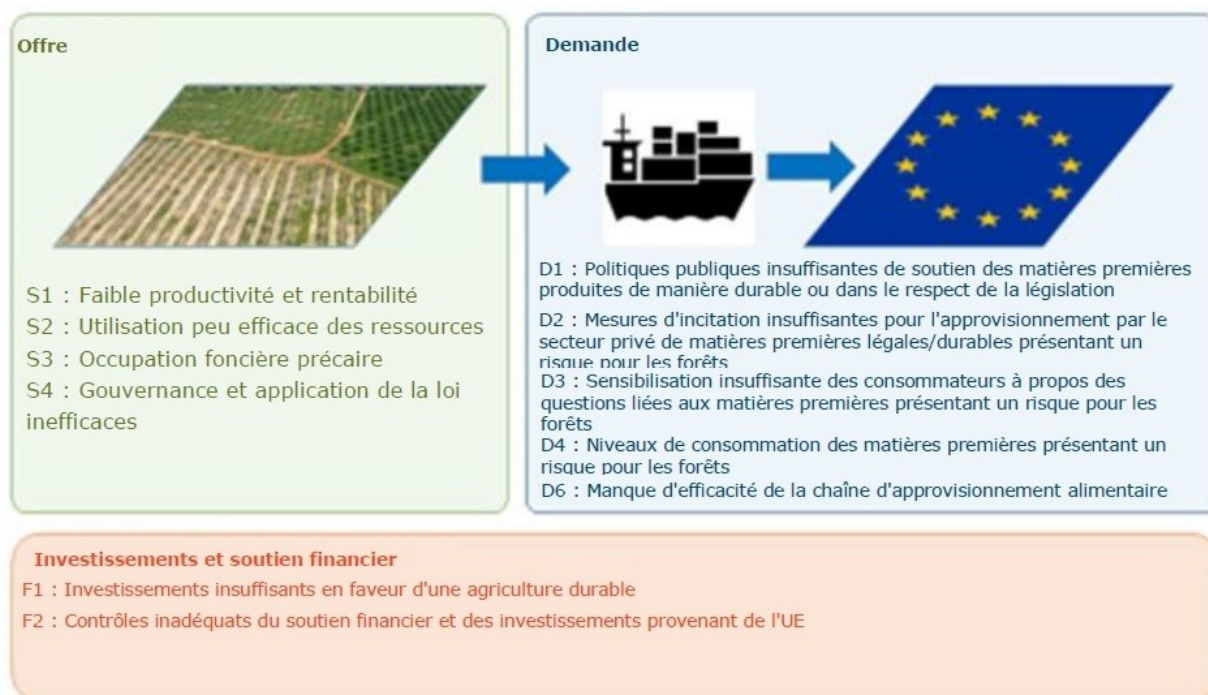 Offre
S1 : Faible productivité et rentabilité
S2 : Utilisation peu efficace des ressources
S3 : Occupation foncière précaire
S4 : Gouvernance et application de la loi
inefficaces
Demande
D1 : Politiques publiques insuffisantes de soutien des matières premières
produites de manière durable ou dans le respect de la législation
D2 : Mesures d'incitation insuffisantes pour l'approvisionnement par le
secteur privé de matières premières légales/durables présentant un
risque pour les forêts
D3 : Sensibilisation insuffisante des consommateurs à propos des
questions liées aux matières premières présentant un risque pour les
forêts
D4 : Niveaux de consommation des matières premières présentant un
risque pour les forêts
D6 : Manque d'efficacité de la chaîne d'approvisionnement alimentaire
Investissements et soutien financier
F1 : Investissements insuffisants en faveur d'une agriculture durable
F2 : Contrôles inadéquats du soutien financier et des investissements provenant de l'UE